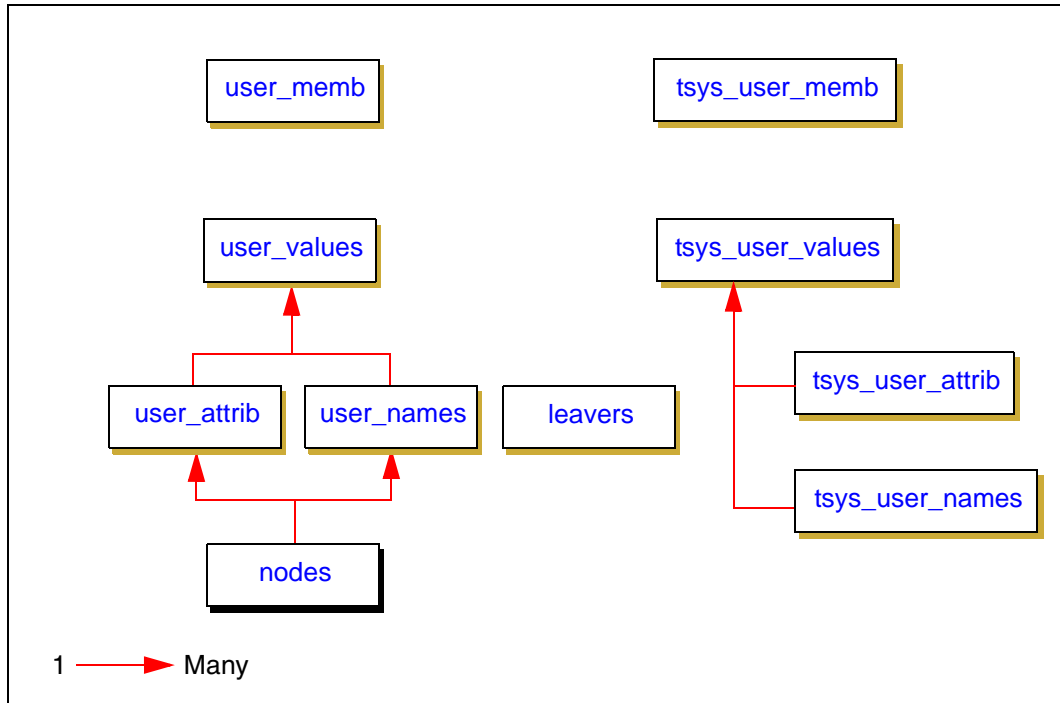 user_memb
tsys_user_memb
user_values
tsys_user_values
user_attrib
user_names
leavers
tsys_user_attrib
tsys_user_names
nodes
1 Many